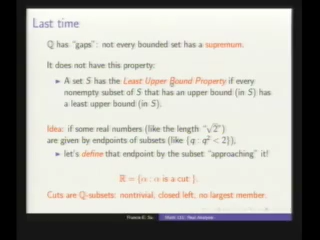 Last time
ℚ has "gaps": not every bounded set has a supremum.
It does not have this property:
▸ A set S has the Least Upper Bound Property if every
nonempty subset of S that has an upper bound (in S) has
a least upper bound (in S).
Idea: if some real numbers (like the length "√2")
are given by endpoints of subsets (like {q : q² < 2}),
▸ let's define that endpoint by the subset "approaching" it!
ℝ = {α : α is a cut }.
Cuts are ℚ-subsets: nontrivial, closed left, no largest member.
Francis E. Su
Real Analysis